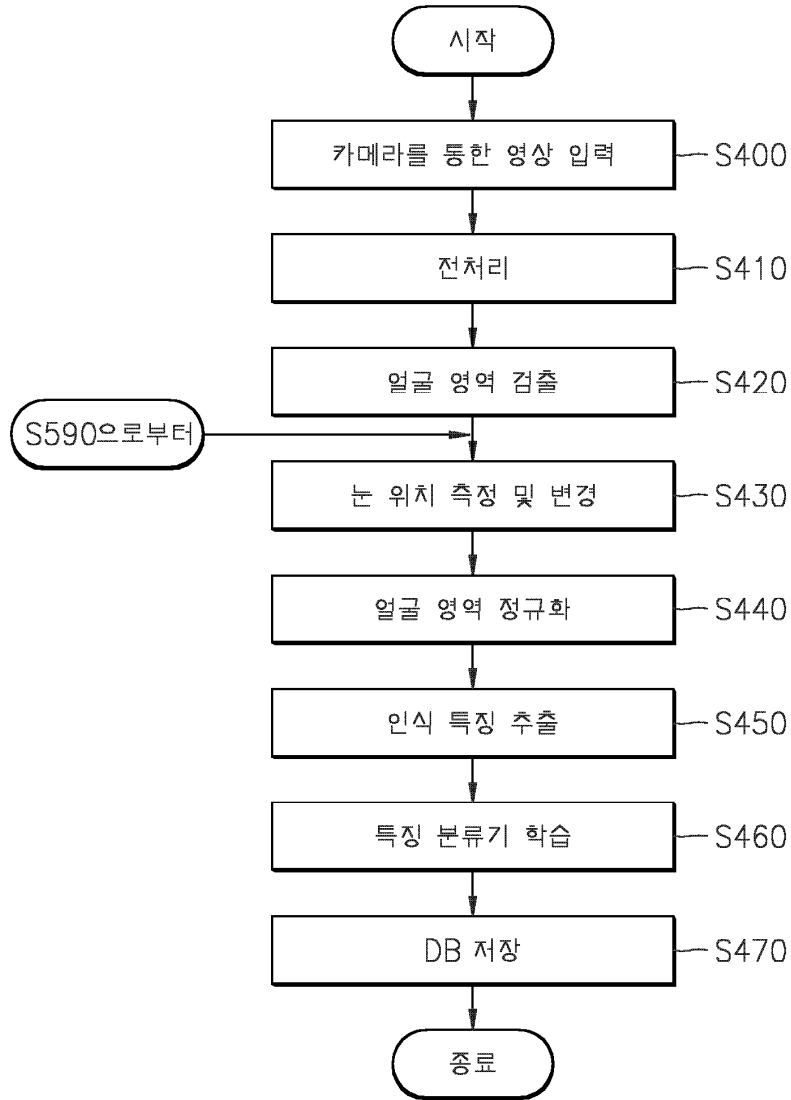 시작
카메라를 통한 영상 입력
S400
전처리
S410
얼굴 영역 검출
S420
S590으로부터
눈 위치 측정 및 변경
S430
얼굴 영역 정규화
S440
인식 특징 추출
S450
특징 분류기 학습
S460
DB 저장
S470
종료